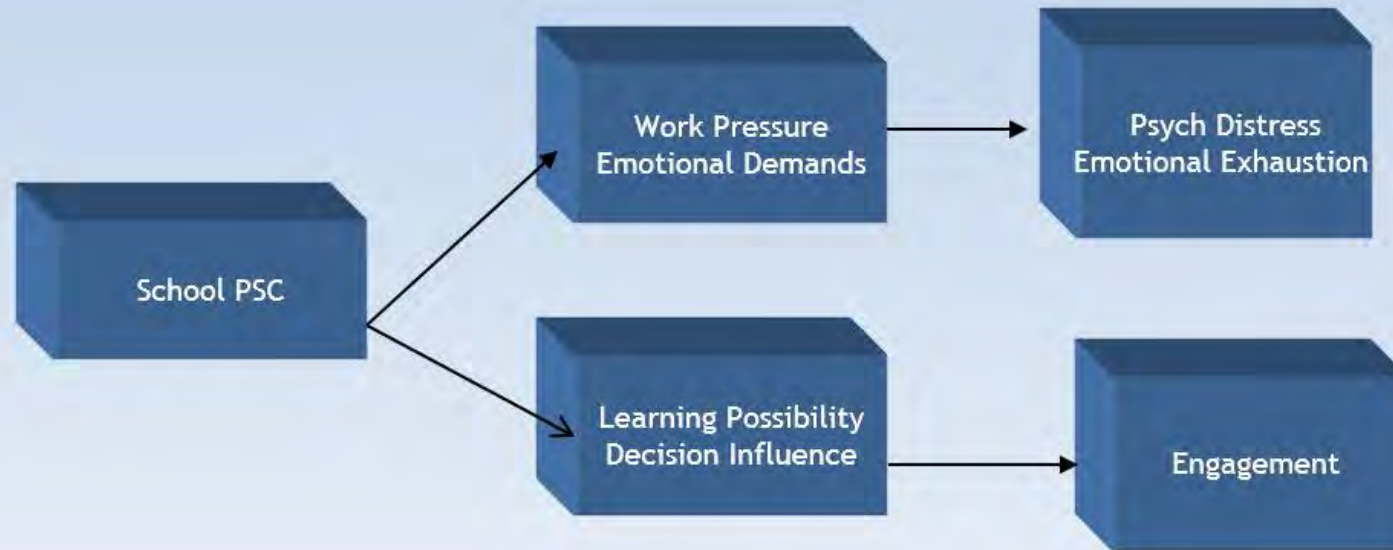 School PSC
Work Pressure
Emotional Demands
Psych Distress
Emotional Exhaustion
Learning Possibility
Decision Influence
Engagement